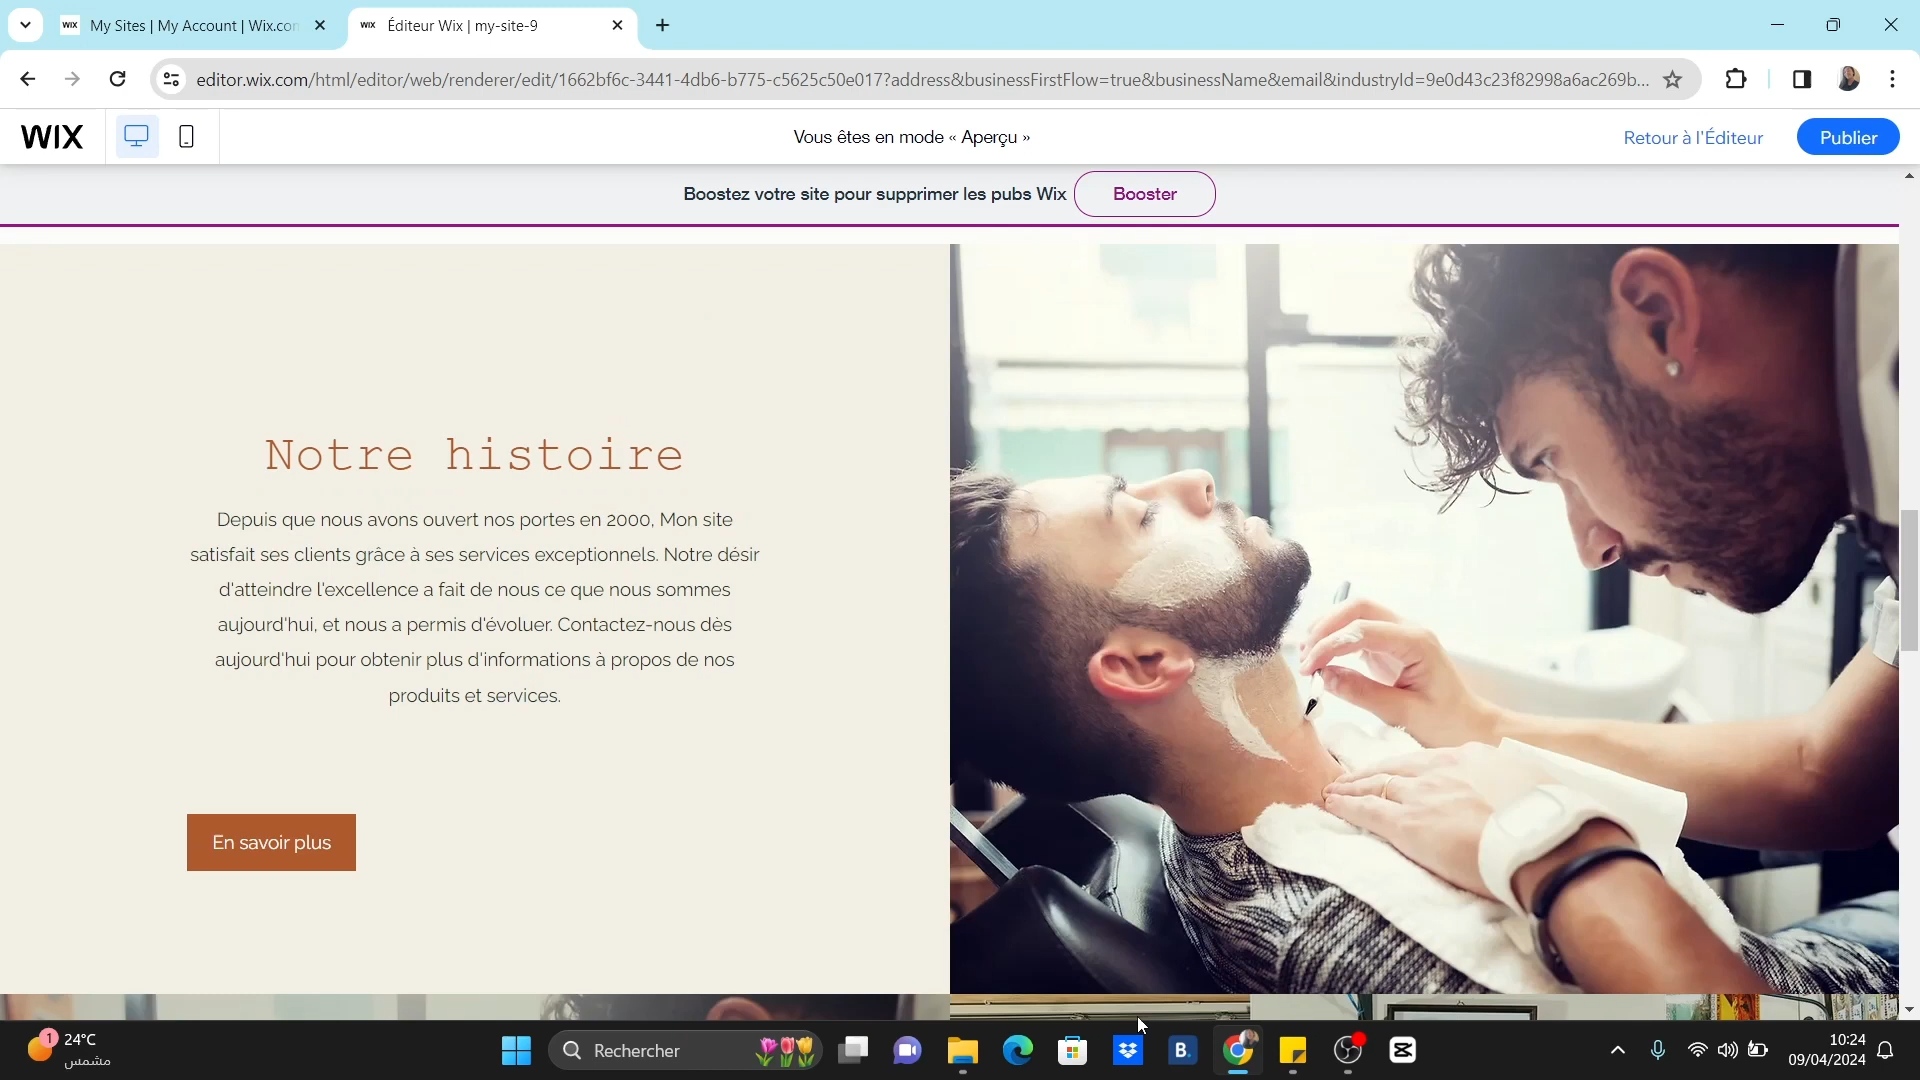 WIX My Sites | My Account | Wix.con
WIX Éditeur Wix | my-site-9
editor.wix.com/html/editor/web/renderer/edit/1662bf6c-3441-4db6-b775-c5625c50e017?address&businessFirstFlow=true&businessName&email&industryId=9e0d43c23f82998a6ac269b...
WIX
Vous êtes en mode « Aperçu »
Retour à l'Éditeur
Publier
Boostez votre site pour supprimer les pubs Wix
Booster
Notre histoire
Depuis que nous avons ouvert nos portes en 2000, Mon site
satisfait ses clients grâce à ses services exceptionnels. Notre désir
d'atteindre l'excellence a fait de nous ce que nous sommes
aujourd'hui, et nous a permis d'évoluer. Contactez-nous dès
aujourd'hui pour obtenir plus d'informations à propos de nos
produits et services.
En savoir plus
1
24°C
مشمس
Rechercher
B.
10:24
09/04/2024